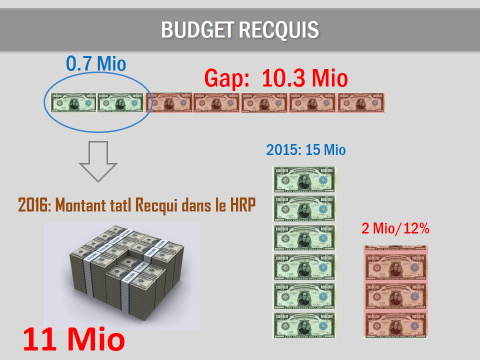 BUDGET RECQUIS
0.7 Mio
Gap: 10.3 Mio
2015: 15 Mio
2016: Montant tatl Recqui dans le HRP
2 Mio/12%
11 Mio